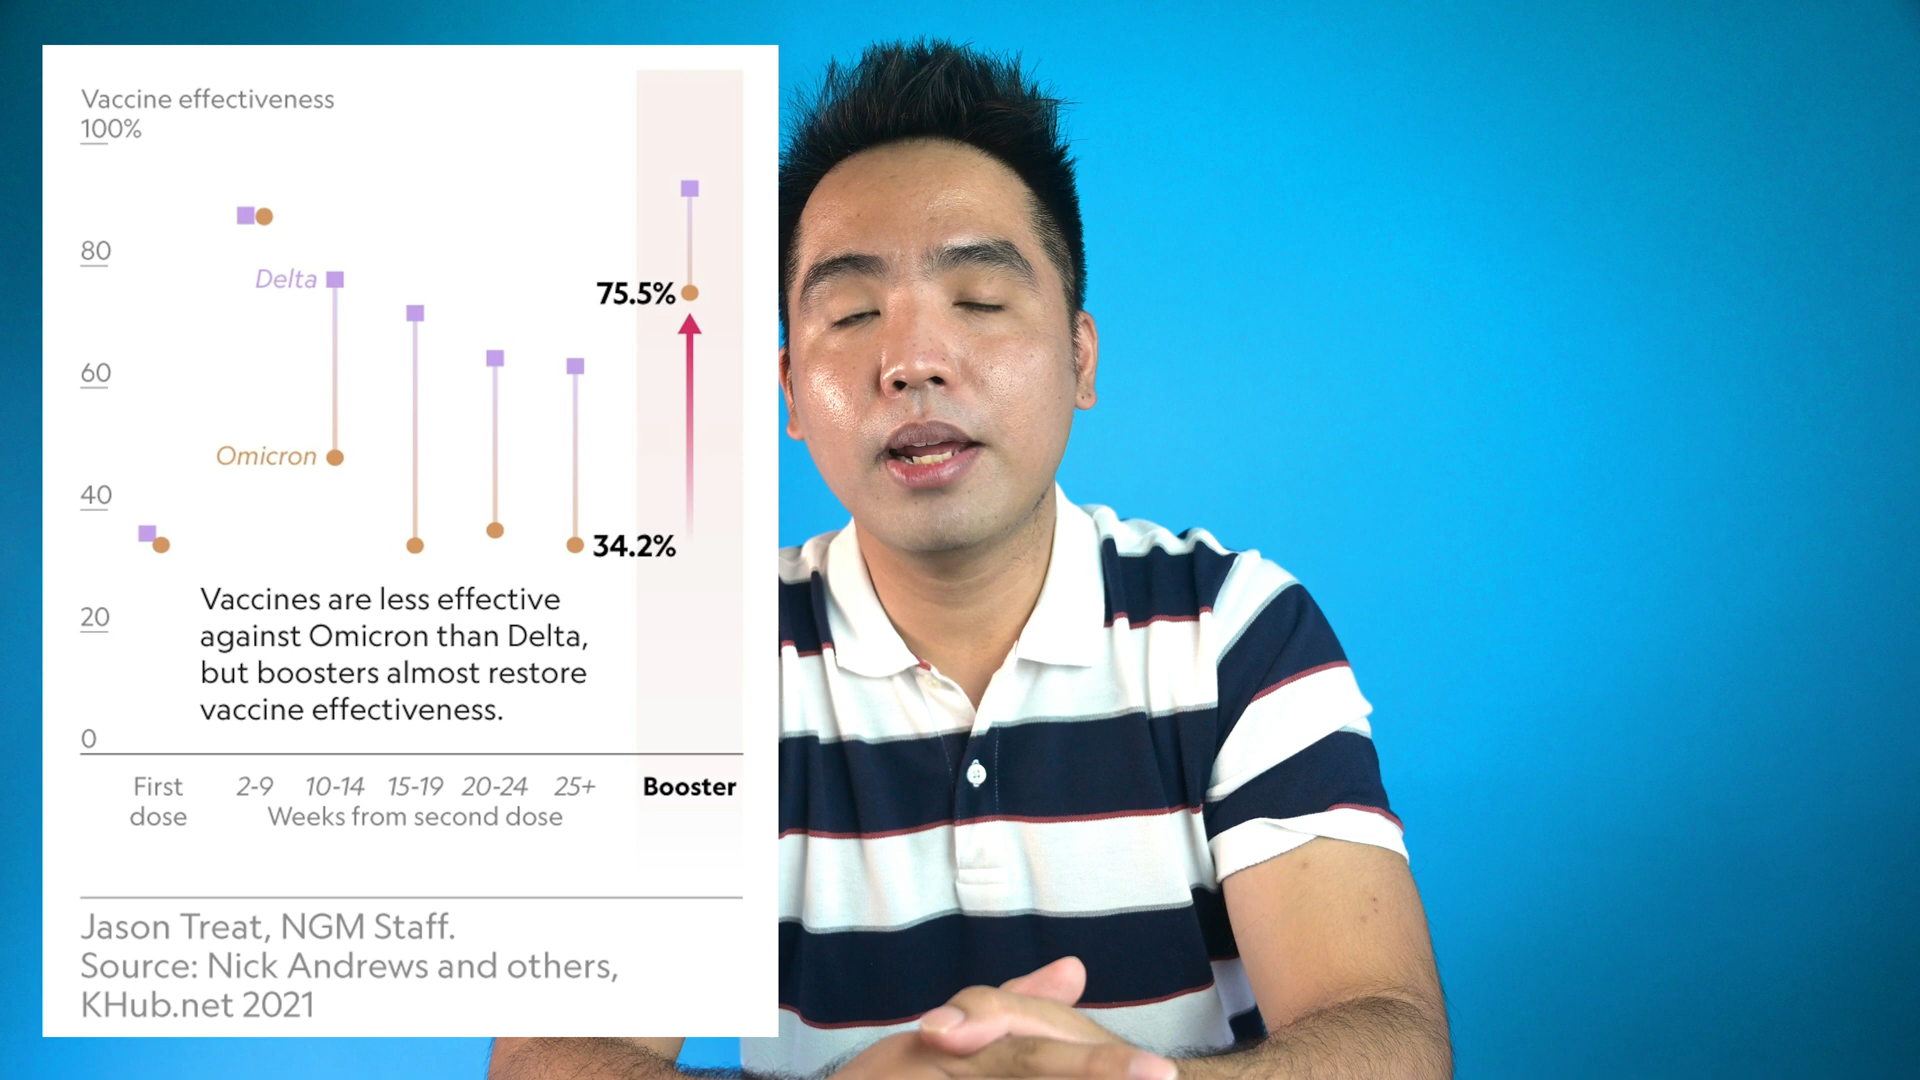 Vaccine effectiveness
100%
80
Delta
75.5%
60
Omicron
40
34.2%
Vaccines are less effective
against Omicron than Delta,
but boosters almost restore
vaccine effectiveness.
20
0
First dose
2-9 10-14 15-19 20-24 25+
Weeks from second dose
Booster
Jason Treat, NGM Staff.
Source: Nick Andrews and others,
KHub.net 2021